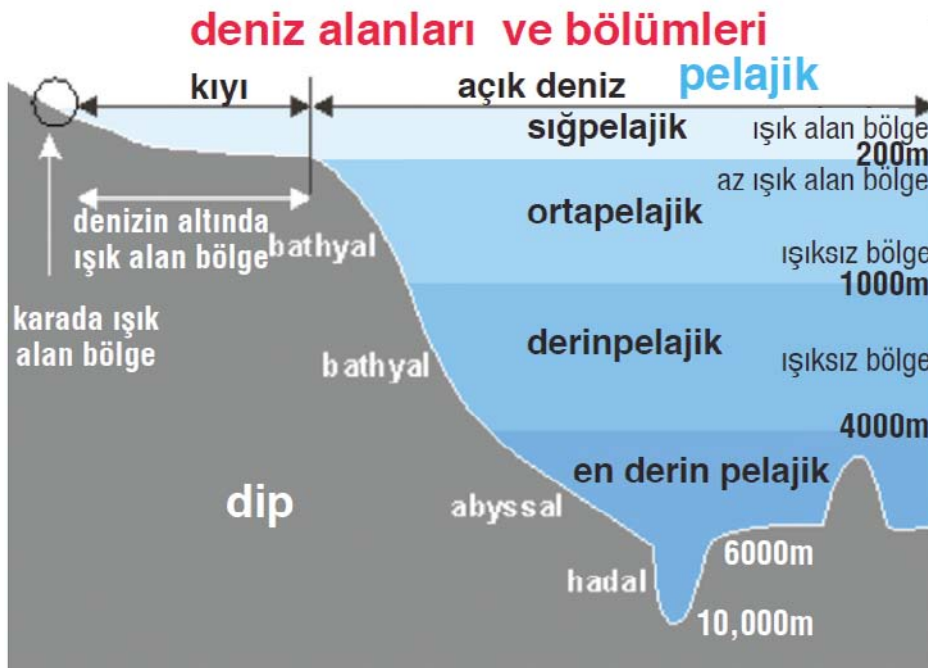 deniz alanları ve bölümleri
pelajik
kıyı
açık deniz
sığpelajik
ışık alan bölge
200m
az ışık alan bölge
ortapelajik
denizin altında
ışık alan bölge
bathyal
ışıksız bölge
1000m
karada ışık
alan bölge
derinpelajik
bathyal
ışıksız bölge
4000m
en derin pelajik
dip
abyssal
6000m
hadal
10,000m